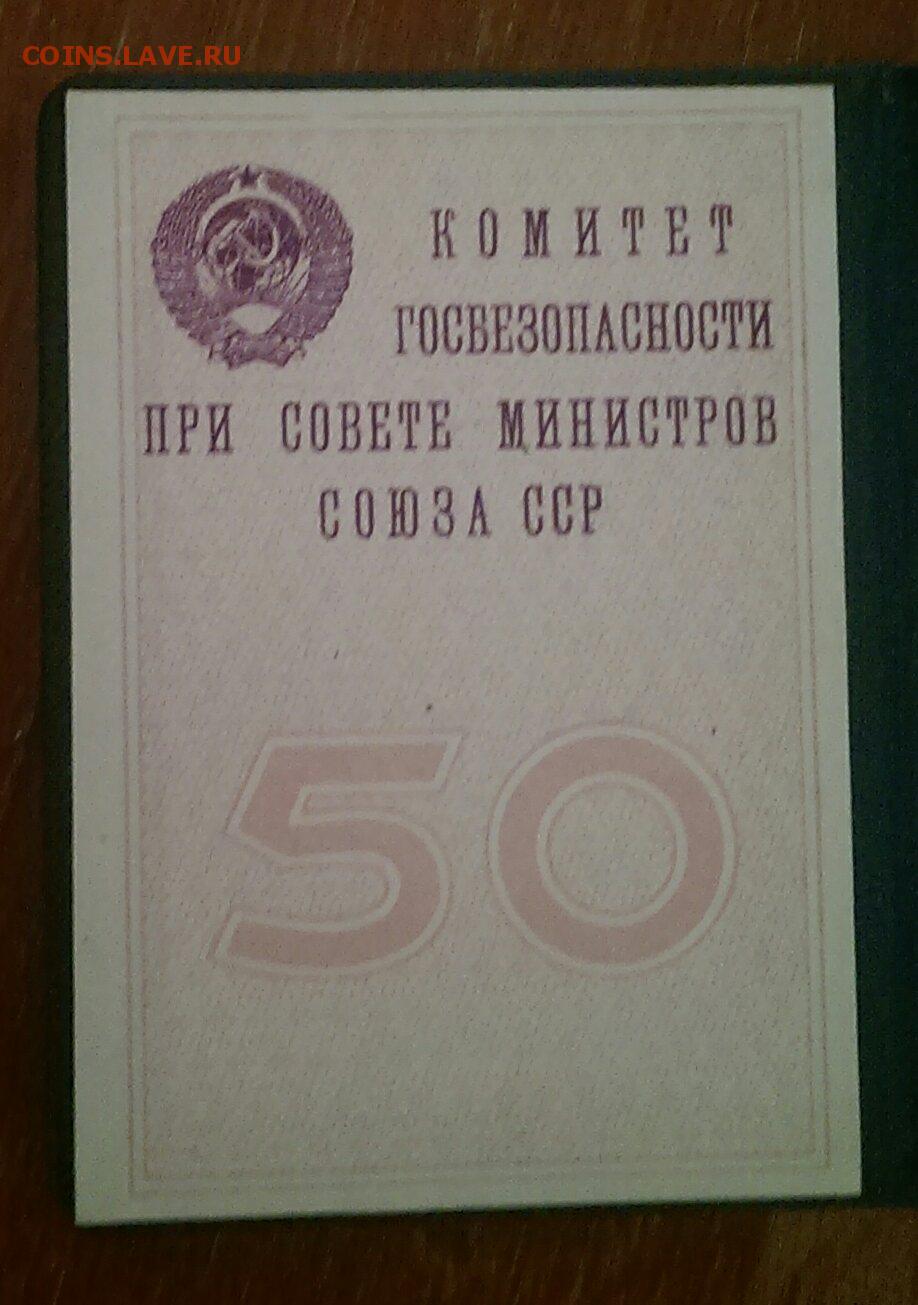 COINS.LAVE.RU
КОМИТЕТ
ГОСБЕЗОПАСНОСТИ
ПРИ СОВЕТЕ МИНИСТРОВ
СОЮЗА ССР
50